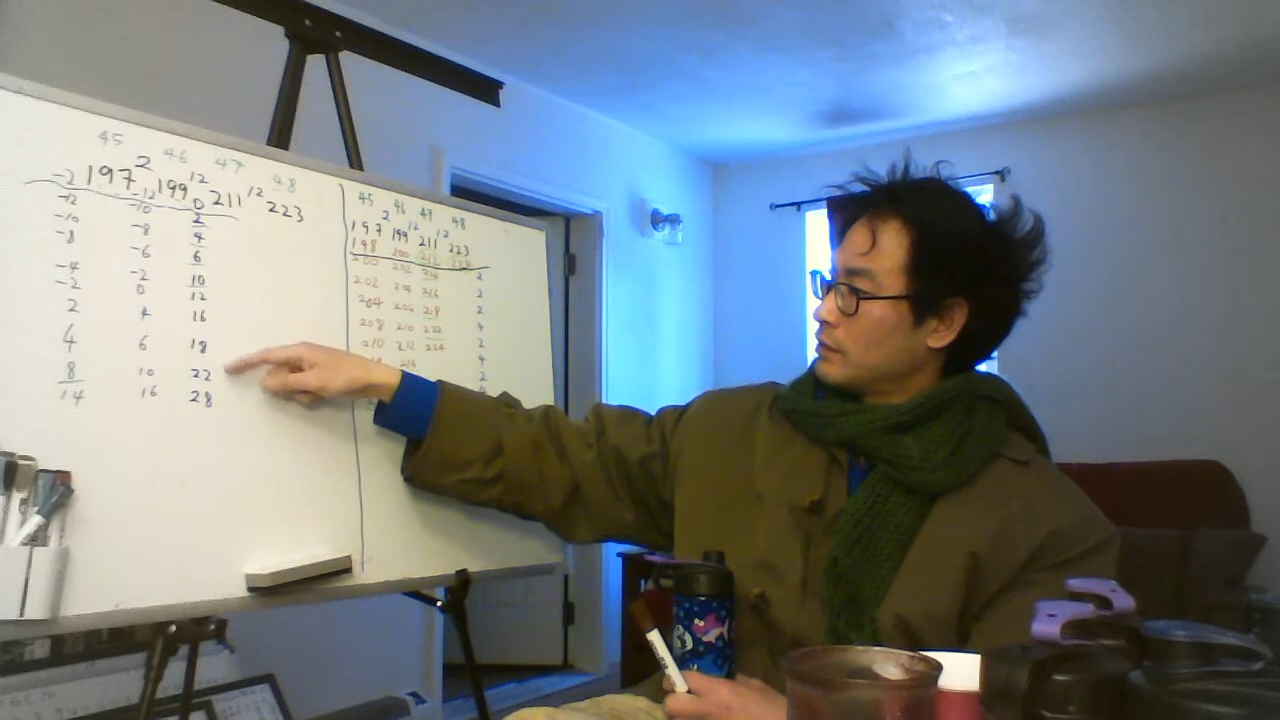 45 46 47 48
-2 197 2 199 12 211 12 223
-12 -12 0
-10 -10 2
-8 -8 4
-6 6
-4 -2 10
-2 0 12
2 4 16
4 6 18
8 10 22
14 16 28
45 46 47 48
2 12 12
197 199 211 223
198 200 212 224
200 202 214 2
202 204 216 2
204 206 218 2
208 210 222 4
210 212 224 2
216 4
2